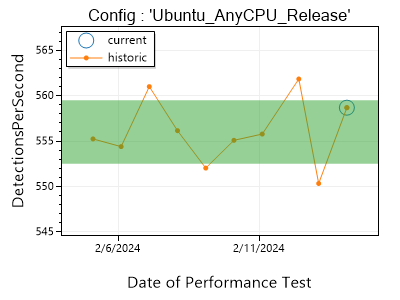 Config : 'Ubuntu_AnyCPU_Release'
current
historic
DetectionsPerSecond
565
560
555
550
545
2/6/2024
2/11/2024
Date of Performance Test